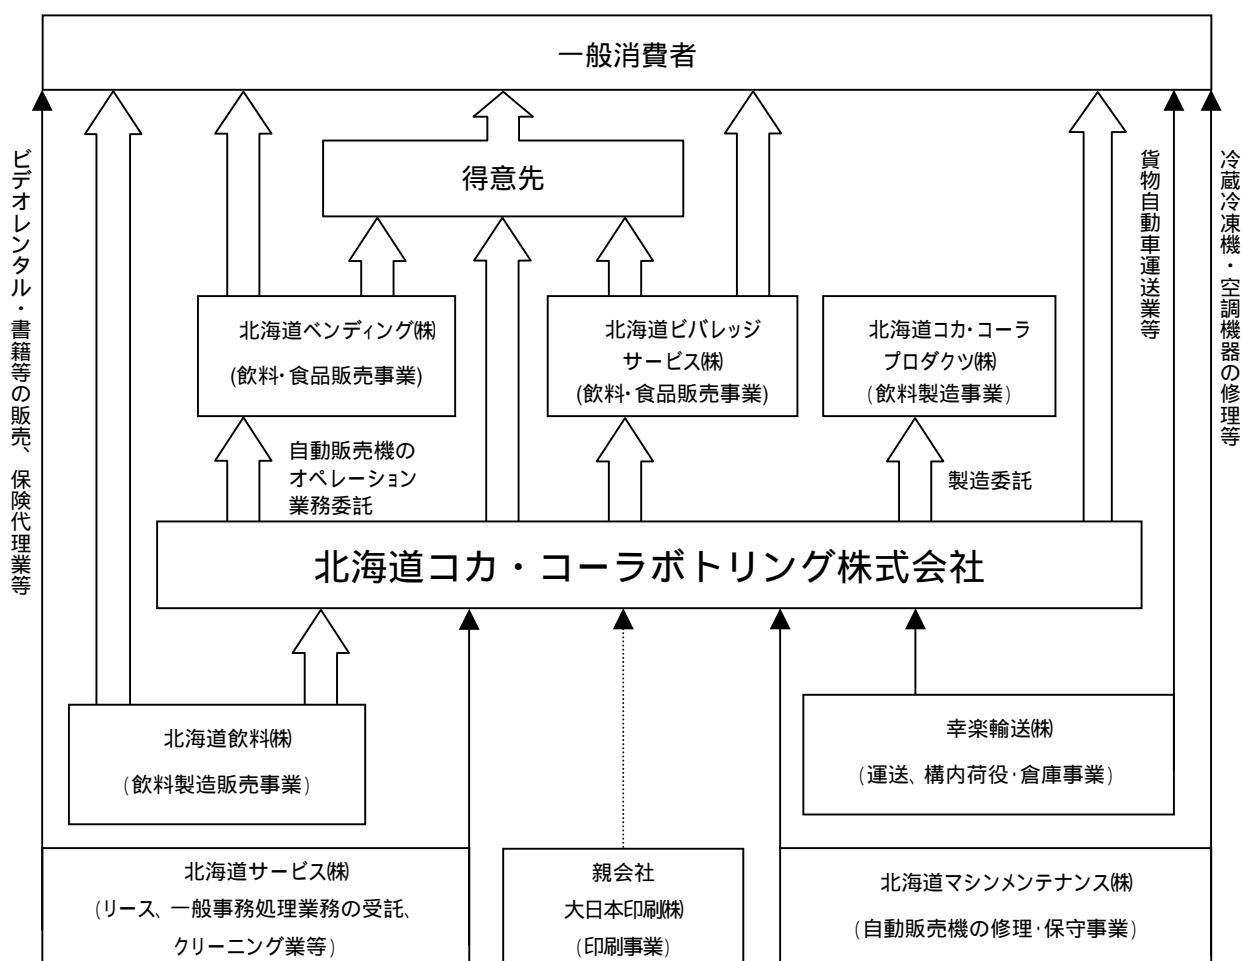 一般消費者
得意先
ビデオレンタル・書籍等の販売、保険代理業等
貨物自動車運送業等
冷蔵冷凍機・空調機器の修理等
北海道ベンディング㈱
(飲料・食品販売事業)
北海道ビバレッジ
サービス㈱
(飲料・食品販売事業)
北海道コカ・コーラ
プロダクツ㈱
(飲料製造事業)
自動販売機の
オペレーション
業務委託
製造委託
北海道コカ・コーラボトリング株式会社
北海道飲料㈱
(飲料製造販売事業)
幸楽輸送㈱
(運送、構内荷役・倉庫事業)
北海道サービス㈱
(リース、一般事務処理業務の受託、
クリーニング業等)
親会社
大日本印刷㈱
(印刷事業)
北海道マシンメンテナンス㈱
(自動販売機の修理・保守事業)